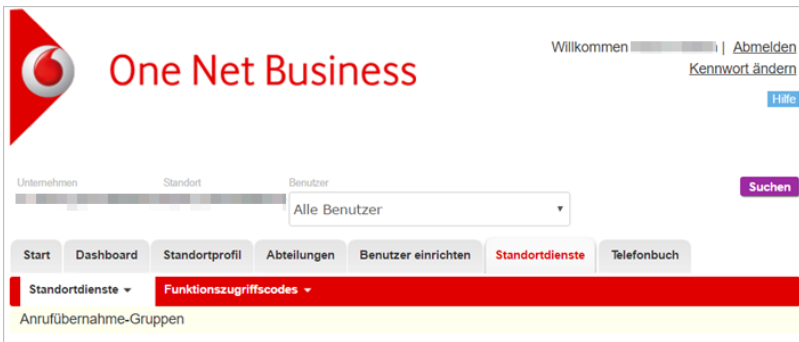 Willkommen | Abmelden
One Net Business
Kennwort ändern
Hilfe
Unternehmen Standort Benutzer
Alle Benutzer
Suchen
Start Dashboard Standortprofil Abteilungen Benutzer einrichten Standortdienste Telefonbuch
Standortdienste Funktionszugriffscodes
Anrufübernahme-Gruppen